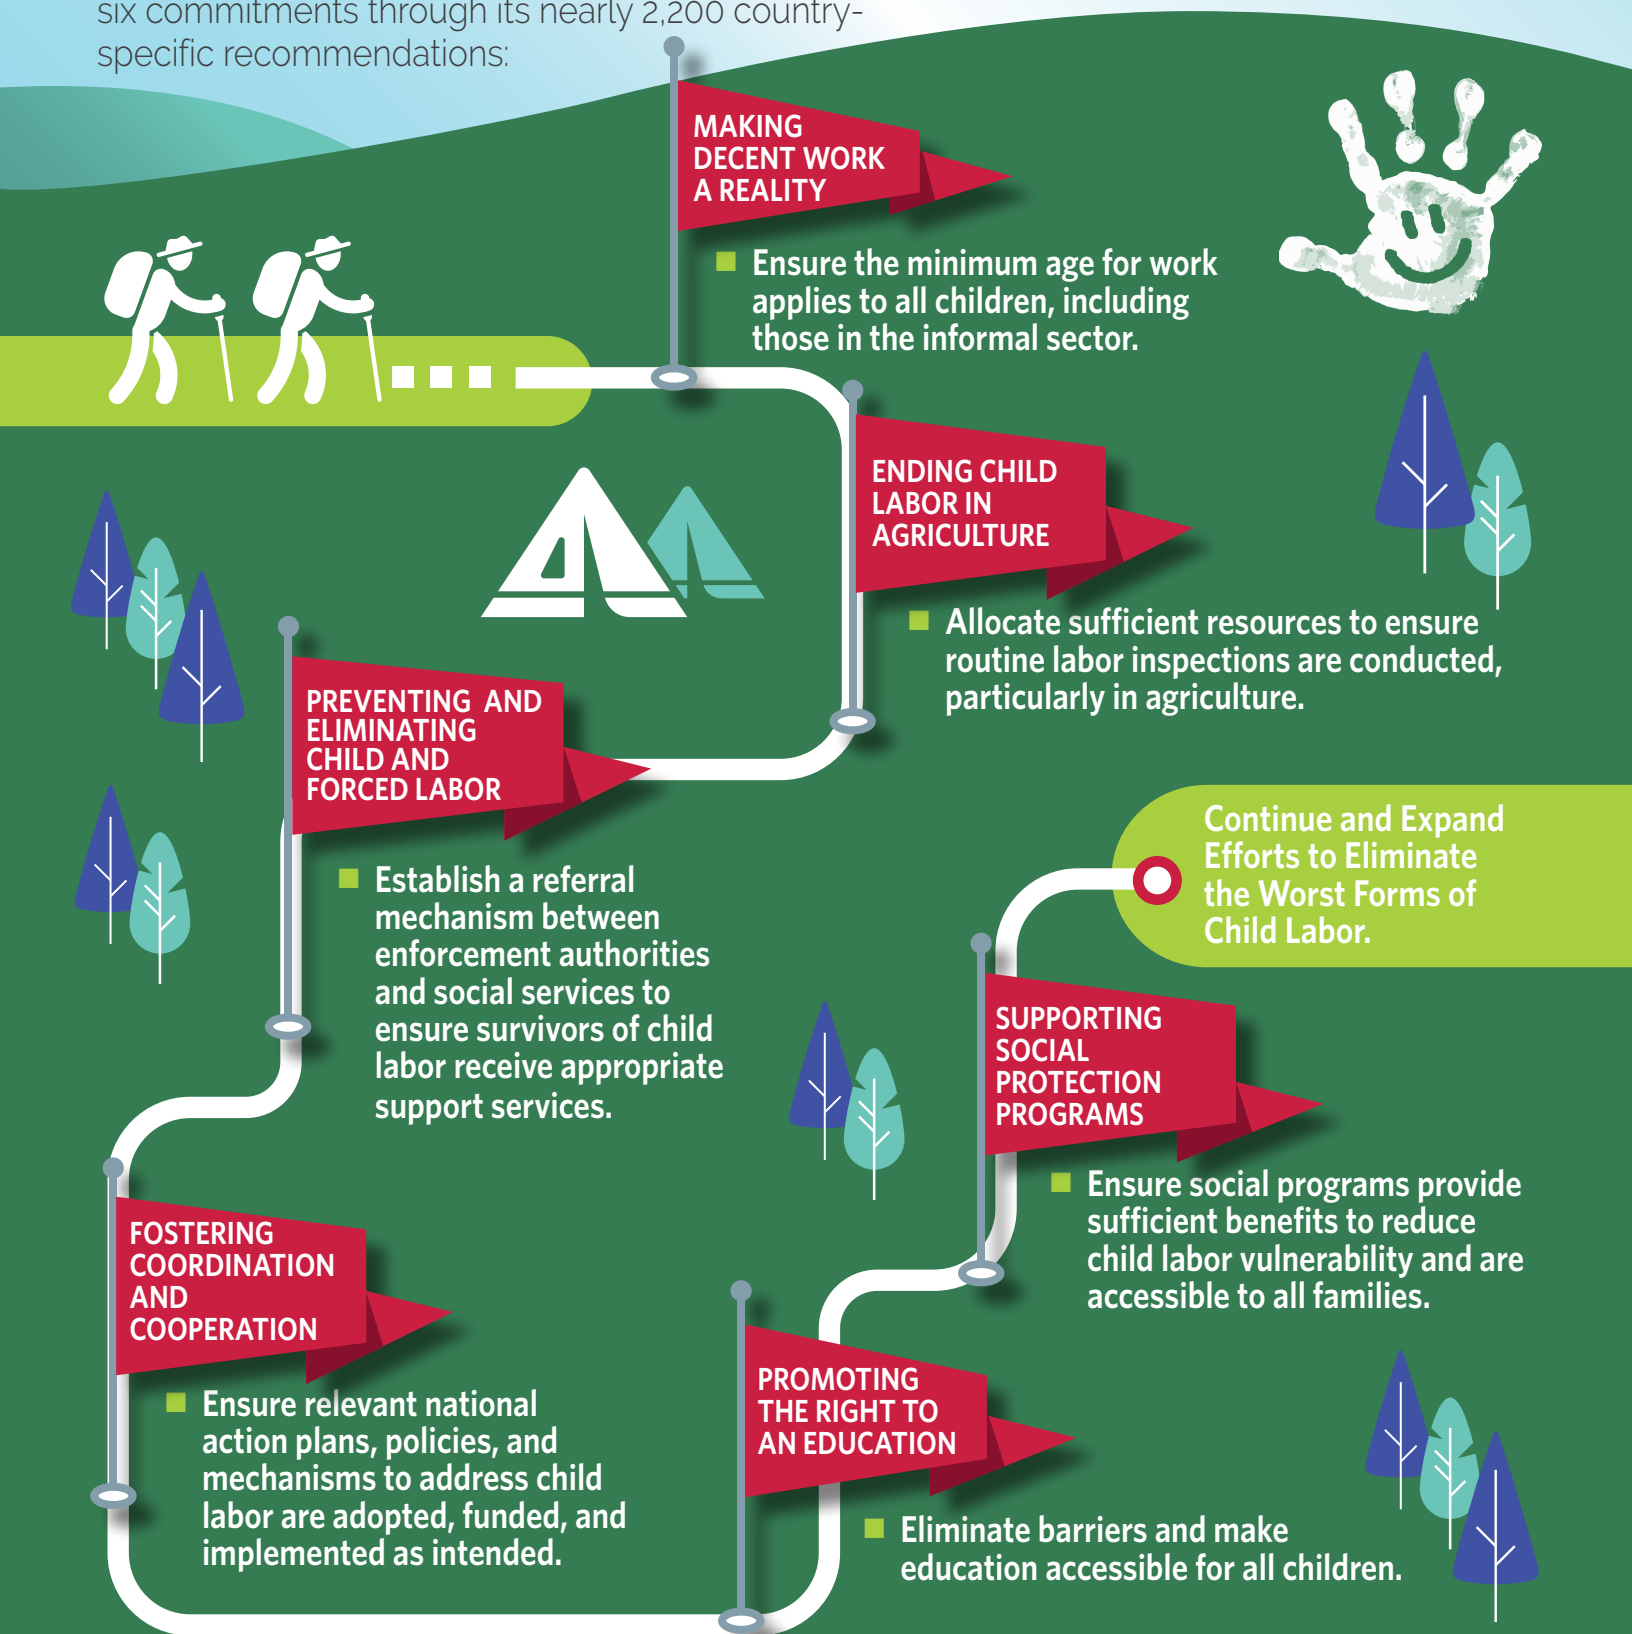 six commitments through its nearly 2,200 country-
specific recommendations:
MAKING
DECENT WORK
A REALITY
Ensure the minimum age for work
applies to all children, including
those in the informal sector.
ENDING CHILD
LABOR IN
AGRICULTURE
Allocate sufficient resources to ensure
routine labor inspections are conducted,
particularly in agriculture.
PREVENTING AND
ELIMINATING
CHILD AND
FORCED LABOR
Establish a referral
mechanism between
enforcement authorities
and social services to
ensure survivors of child
labor receive appropriate
support services.
FOSTERING
COORDINATION
AND
COOPERATION
Ensure relevant national
action plans, policies, and
mechanisms to address child
labor are adopted, funded, and
implemented as intended.
PROMOTING
THE RIGHT TO
AN EDUCATION
Eliminate barriers and make
education accessible for all children.
SUPPORTING
SOCIAL
PROTECTION
PROGRAMS
Ensure social programs provide
sufficient benefits to reduce
child labor vulnerability and are
accessible to all families.
Continue and Expand
Efforts to Eliminate
the Worst Forms of
Child Labor.